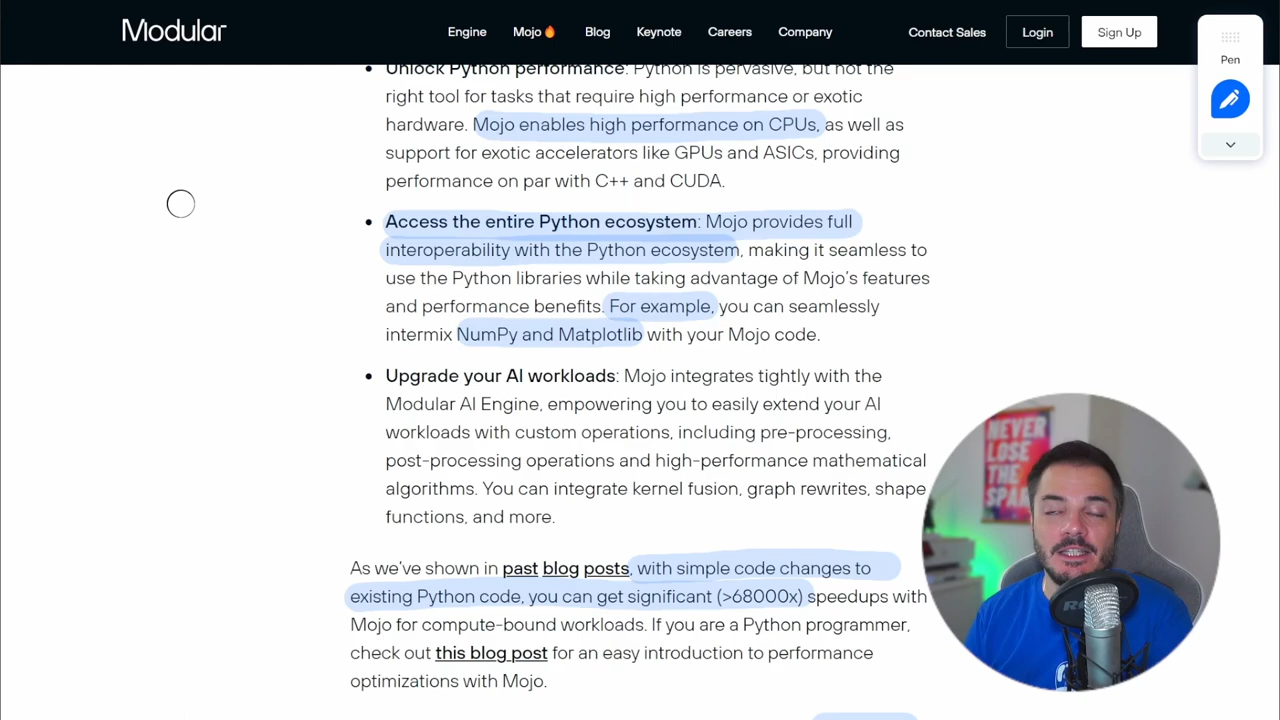 Modular
Engine
Mojo🔥
Blog
Keynote
Careers
Company
Contact Sales
Login
Sign Up
Pen
Unlock Python performance: Python is pervasive, but not the
right tool for tasks that require high performance or exotic
hardware. Mojo enables high performance on CPUs, as well as
support for exotic accelerators like GPUs and ASICs, providing
performance on par with C++ and CUDA.
Access the entire Python ecosystem: Mojo provides full
interoperability with the Python ecosystem, making it seamless to
use the Python libraries while taking advantage of Mojo’s features
and performance benefits. For example, you can seamlessly
intermix NumPy and Matplotlib with your Mojo code.
Upgrade your AI workloads: Mojo integrates tightly with the
Modular AI Engine, empowering you to easily extend your AI
workloads with custom operations, including pre-processing,
post-processing operations and high-performance mathematical
algorithms. You can integrate kernel fusion, graph rewrites, shape
functions, and more.
As we’ve shown in past blog posts, with simple code changes to
existing Python code, you can get significant (>68000x) speedups with
Mojo for compute-bound workloads. If you are a Python programmer,
check out this blog post for an easy introduction to performance
optimizations with Mojo.
NEVER
LOSE
THE